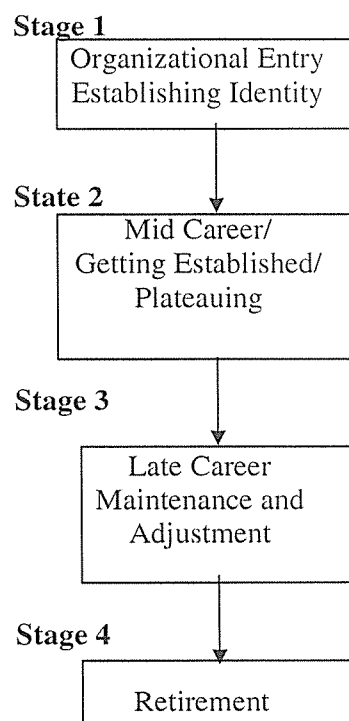 Stage 1
Organizational Entry
Establishing Identity
State 2
Mid Career/
Getting Established/
Plateauing
Stage 3
Late Career
Maintenance and
Adjustment
Stage 4
Retirement